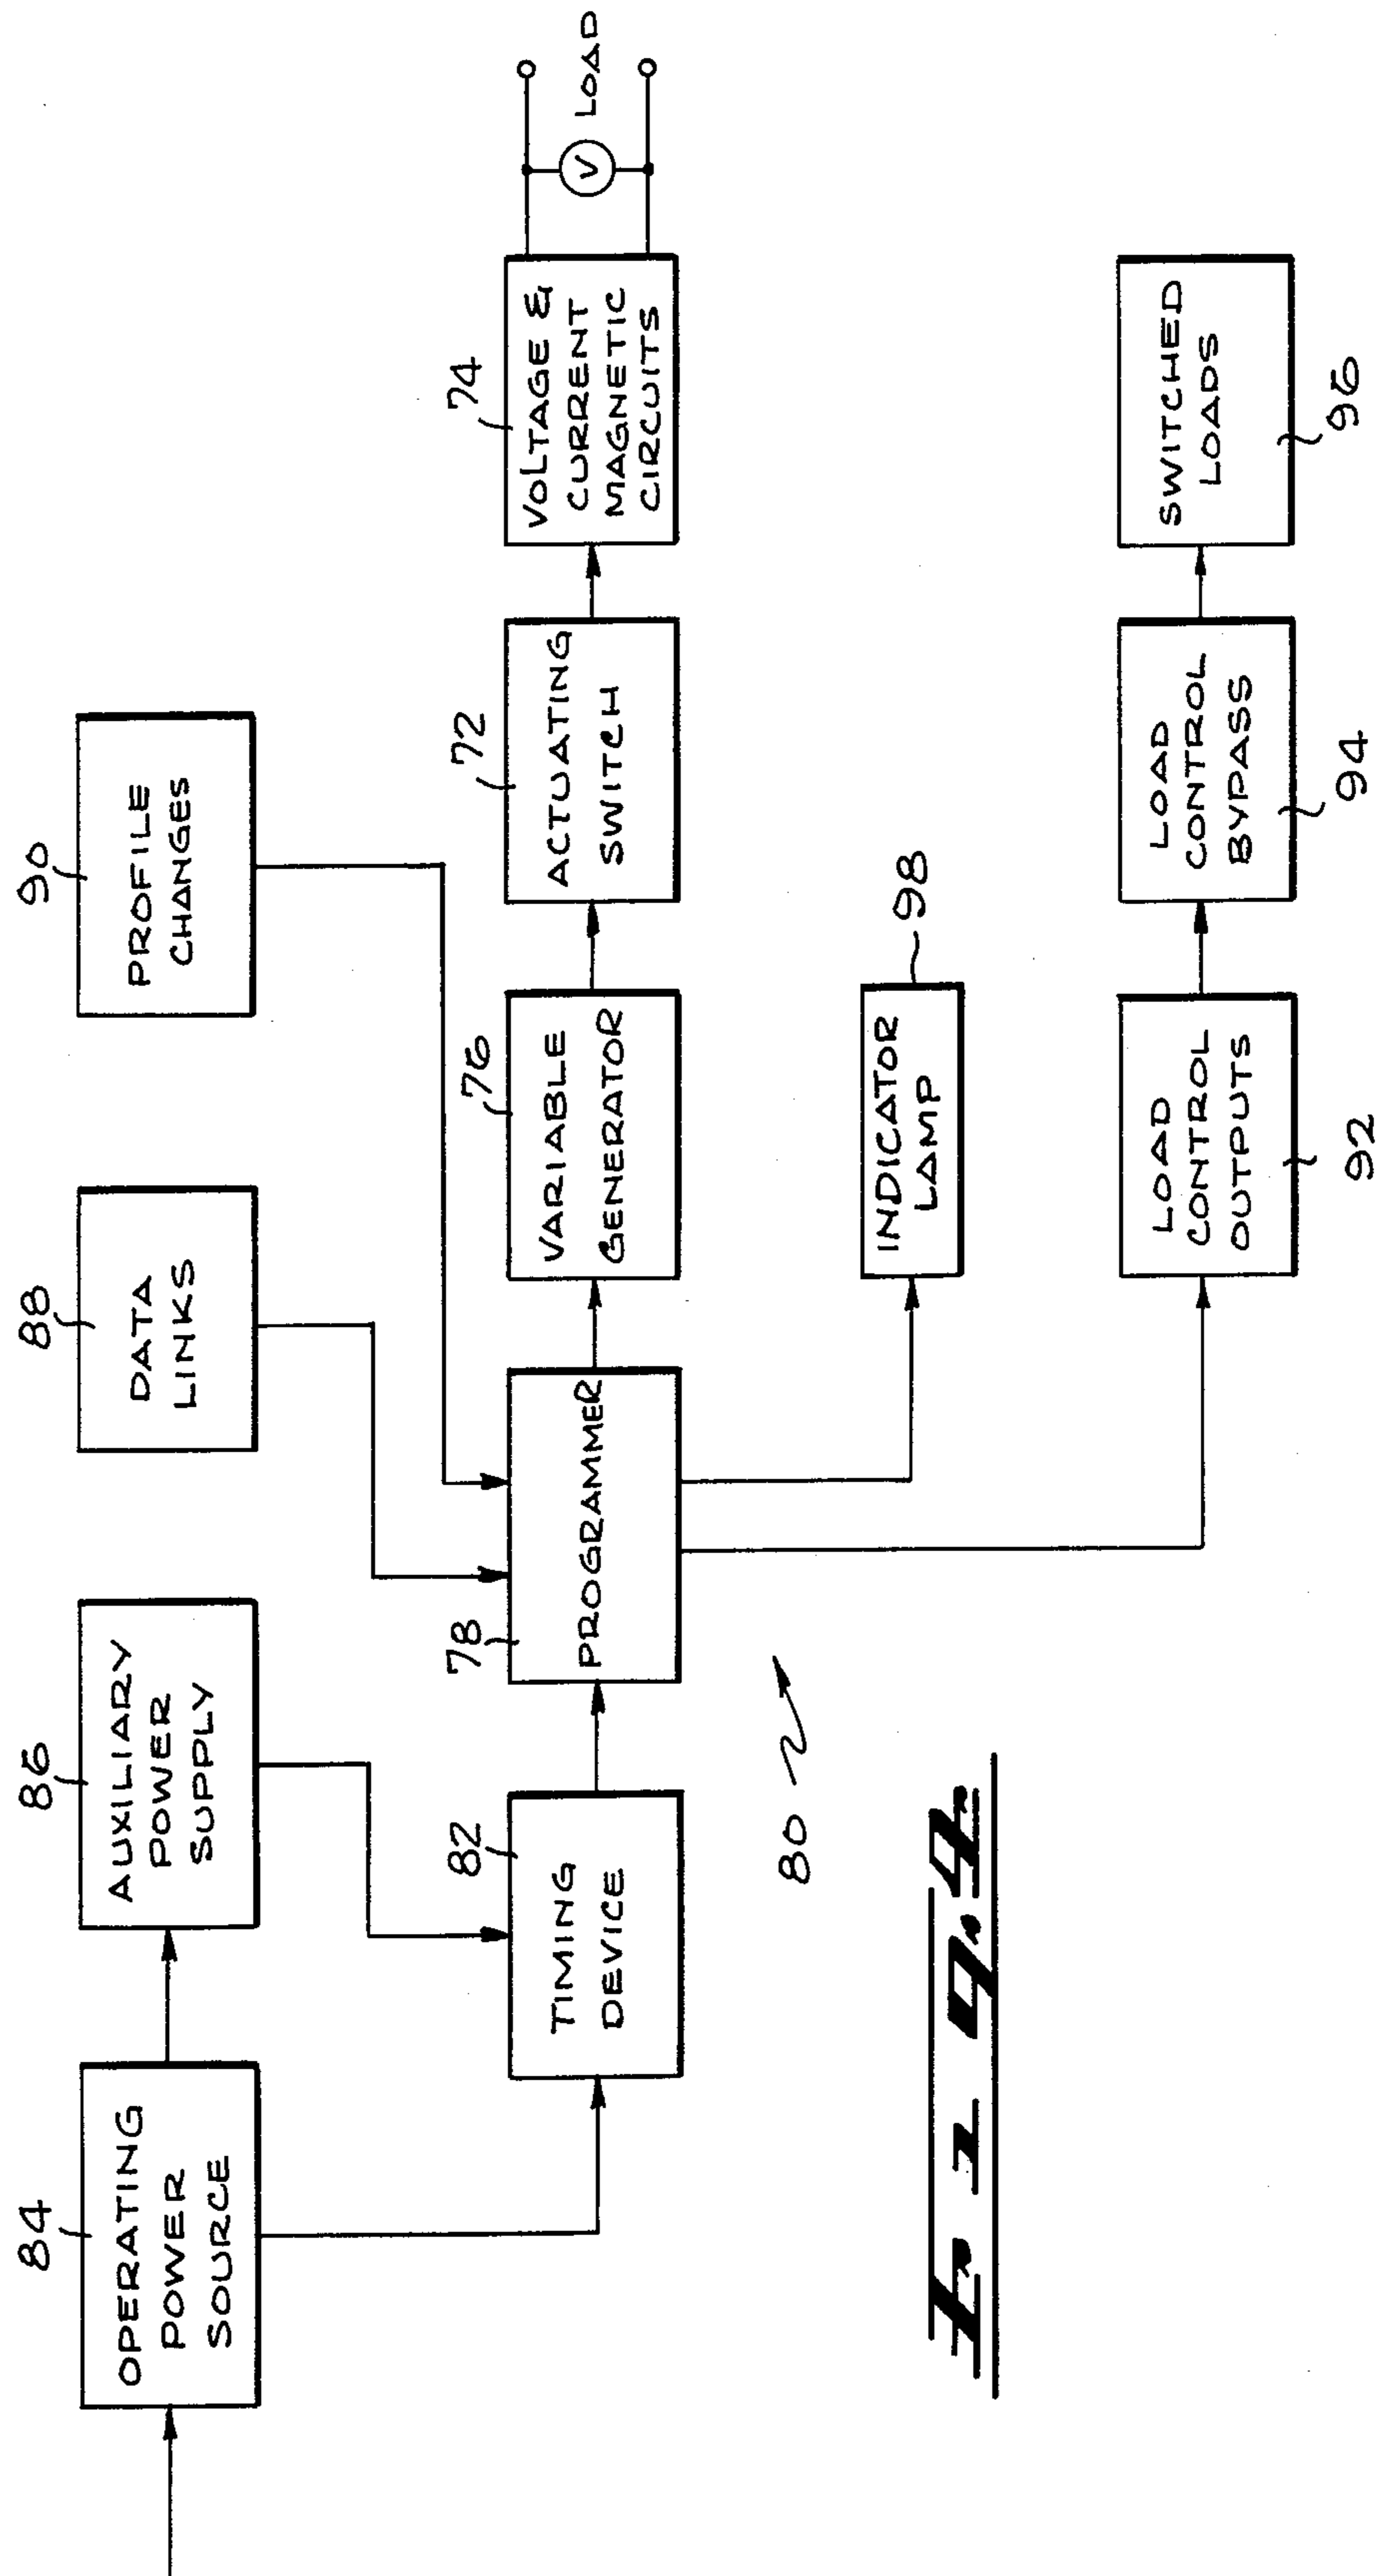 84
OPERATING
POWER
SOURCE
86
AUXILIARY
POWER
SUPPLY
88
DATA
LINKS
90
PROFILE
CHANGES
82
TIMING
DEVICE
78
PROGRAMMER
76
VARIABLE
GENERATOR
72
ACTUATING
SWITCH
74
VOLTAGE &
CURRENT
MAGNETIC
CIRCUITS
V
LOAD
80
98
INDICATOR
LAMP
LOAD
CONTROL
OUTPUTS
92
LOAD
CONTROL
BYPASS
94
SWITCHED
LOADS
96
Fig. 4